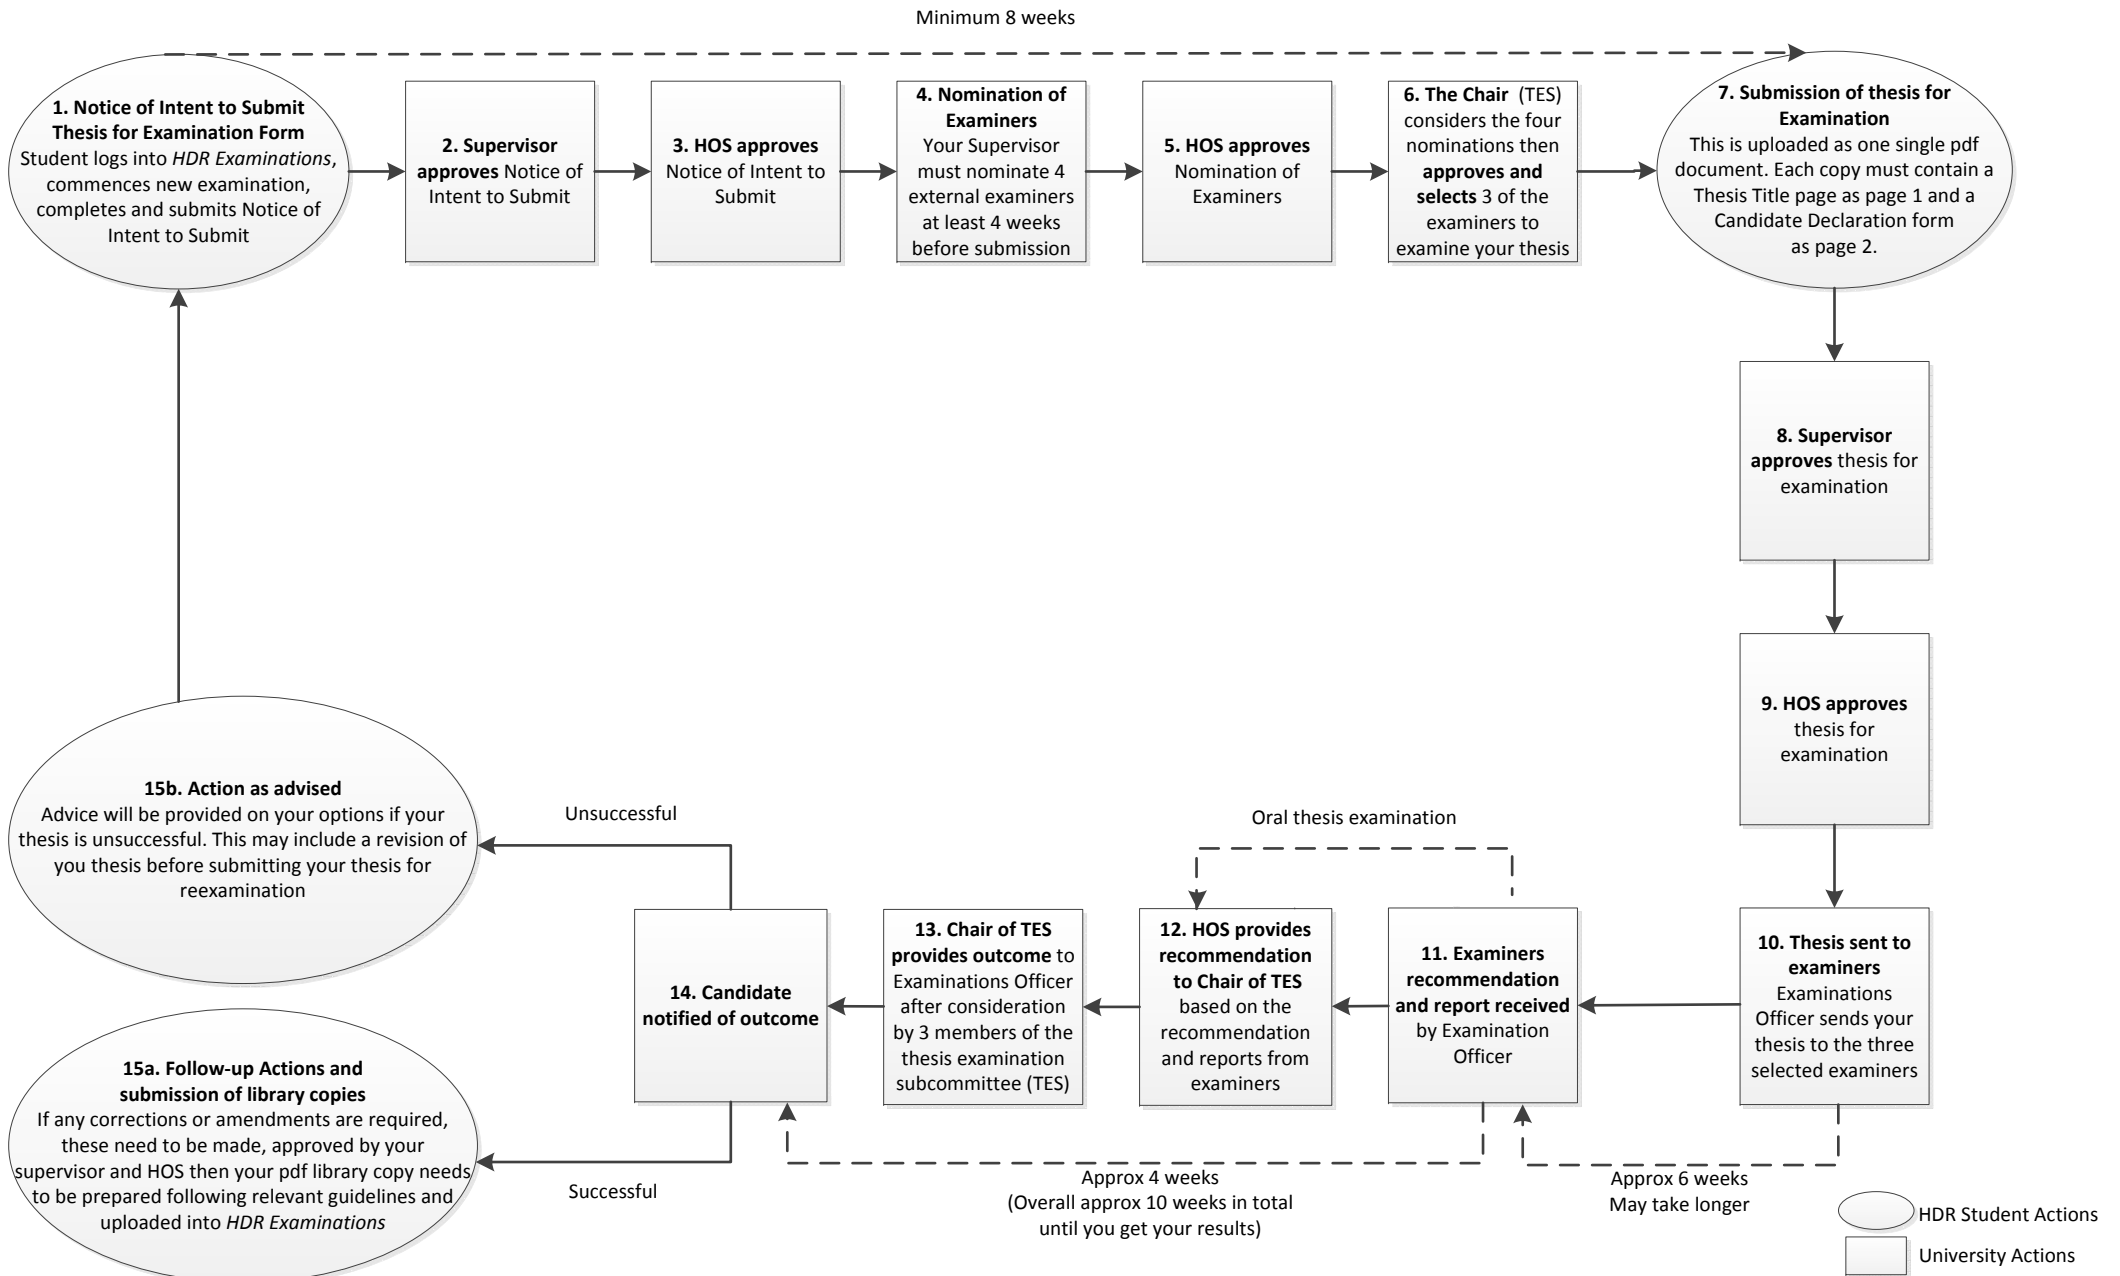 Minimum 8 weeks
1. Notice of Intent to Submit
Thesis for Examination Form
Student logs into HDR Examinations,
commences new examination,
completes and submits Notice of
Intent to Submit
2. Supervisor
approves Notice of
Intent to Submit
3. HOS approves
Notice of Intent to
Submit
4. Nomination of
Examiners
Your Supervisor
must nominate 4
external examiners
at least 4 weeks
before submission
5. HOS approves
Nomination of
Examiners
6. The Chair (TES)
considers the four
nominations then
approves and
selects 3 of the
examiners to
examine your thesis
7. Submission of thesis for
Examination
This is uploaded as one single pdf
document. Each copy must contain a
Thesis Title page as page 1 and a
Candidate Declaration form
as page 2.
8. Supervisor
approves thesis for
examination
9. HOS approves
thesis for
examination
10. Thesis sent to
examiners
Examinations
Officer sends your
thesis to the three
selected examiners
Approx 6 weeks
May take longer
11. Examiners
recommendation
and report received
by Examination
Officer
Oral thesis examination
12. HOS provides
recommendation
to Chair of TES
based on the
recommendation
and reports from
examiners
13. Chair of TES
provides outcome to
Examinations Officer
after consideration
by 3 members of the
thesis examination
subcommittee (TES)
Approx 4 weeks
(Overall approx 10 weeks in total
until you get your results)
14. Candidate
notified of outcome
Unsuccessful
15b. Action as advised
Advice will be provided on your options if your
thesis is unsuccessful. This may include a revision of
you thesis before submitting your thesis for
reexamination
Successful
15a. Follow-up Actions and
submission of library copies
If any corrections or amendments are required,
these need to be made, approved by your
supervisor and HOS then your pdf library copy needs
to be prepared following relevant guidelines and
uploaded into HDR Examinations
HDR Student Actions
University Actions